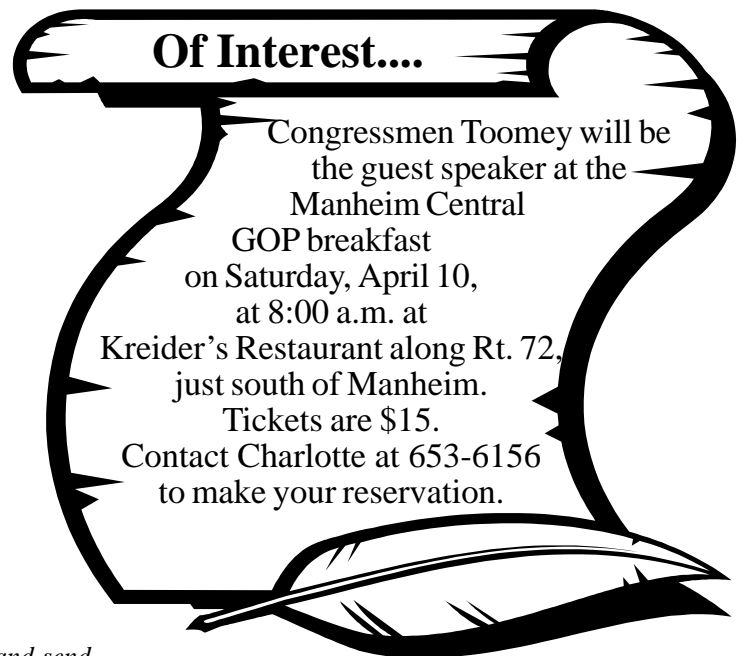 Of Interest....
Congressmen Toomey will be
the guest speaker at the
Manheim Central
GOP breakfast
on Saturday, April 10,
at 8:00 a.m. at
Kreider’s Restaurant along Rt. 72,
just south of Manheim.
Tickets are $15.
Contact Charlotte at 653-6156
to make your reservation.
and send